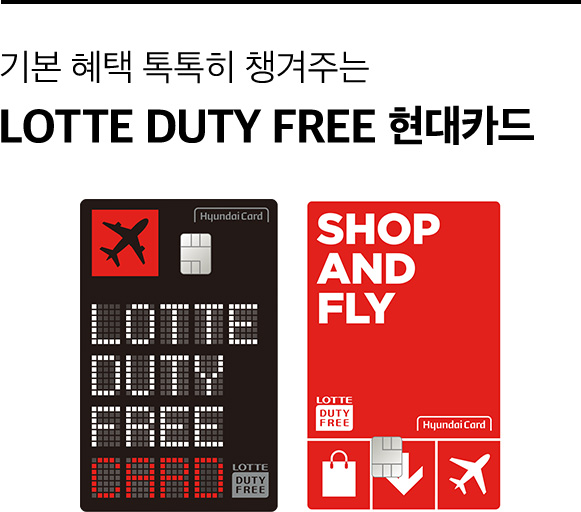 기본 혜택 톡톡히 챙겨주는
LOTTE DUTY FREE 현대카드
Hyundai Card
LOTTE
DUTY
FREE
CARD
LOTTE
DUTY
FREE
SHOP
AND
FLY
LOTTE
DUTY
FREE
Hyundai Card